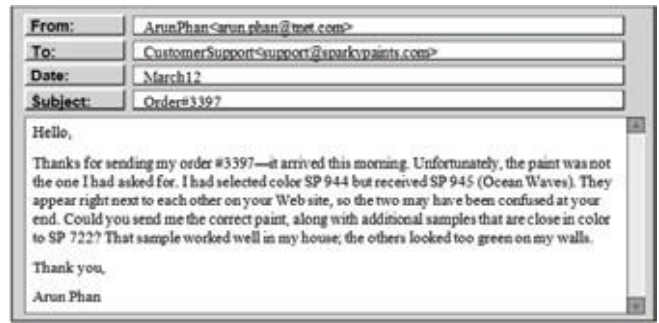 From: ArunPhan<arun.phan@tnet.com>
To: CustomerSupport<support@sparkypaints.com>
Date: March12
Subject: Order#3397
Hello,
Thanks for sending my order #3397—it arrived this morning. Unfortunately, the paint was not
the one I had asked for. I had selected color SP 944 but received SP 945 (Ocean Waves). They
appear right next to each other on your Web site, so the two may have been confused at your
end. Could you send me the correct paint, along with additional samples that are close in color
to SP 722? That sample worked well in my house; the others looked too green on my walls.
Thank you,
Arun Phan